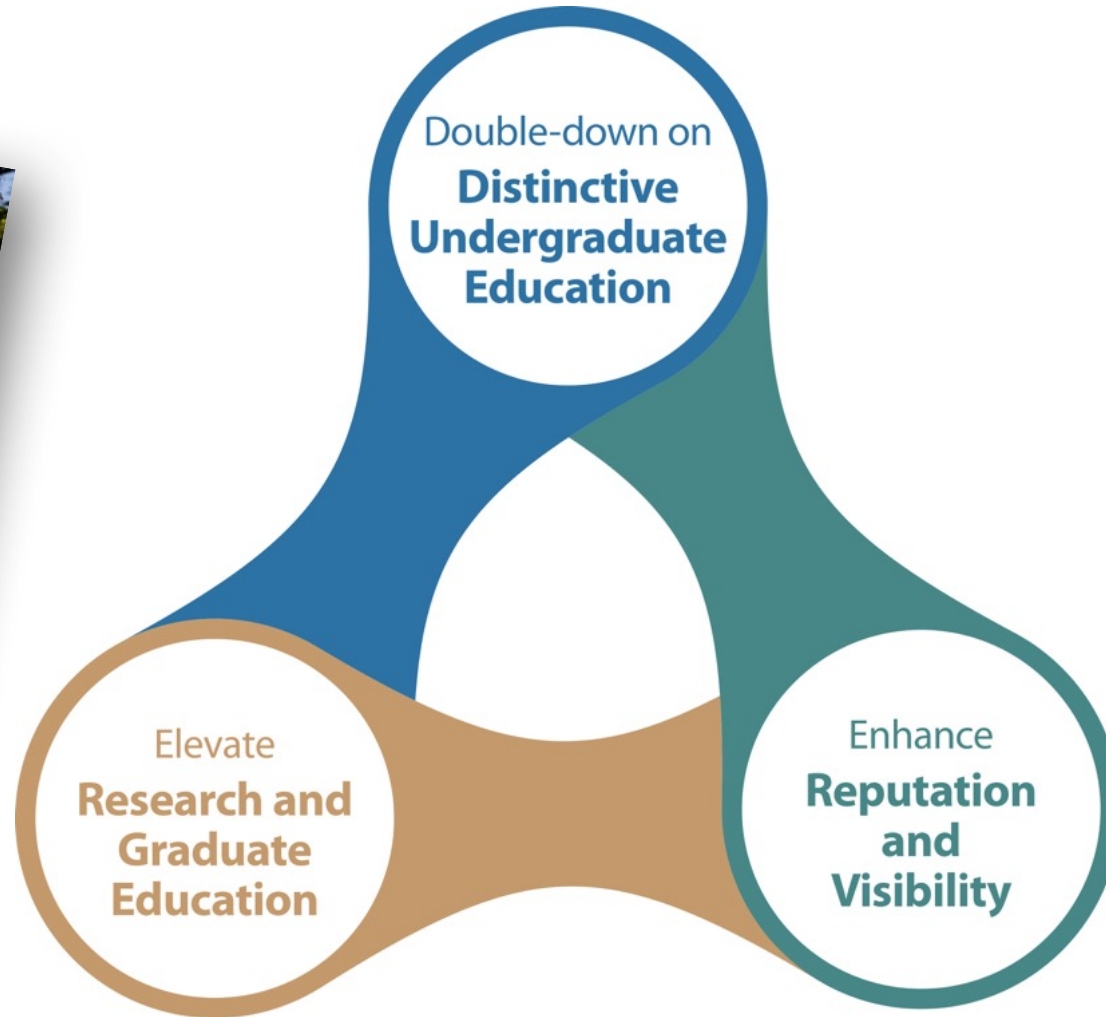 Double-down on
Distinctive
Undergraduate
Education
Elevate
Research and
Graduate
Education
Enhance
Reputation
and
Visibility